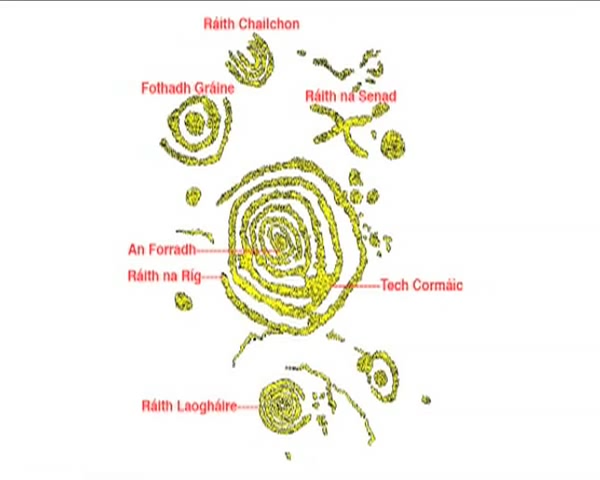 Ráith Chailchon
Fothadh Gráine
Ráith na Senad
An Forradh
Ráith na Ríg
Tech Cormáic
Ráith Laogháire